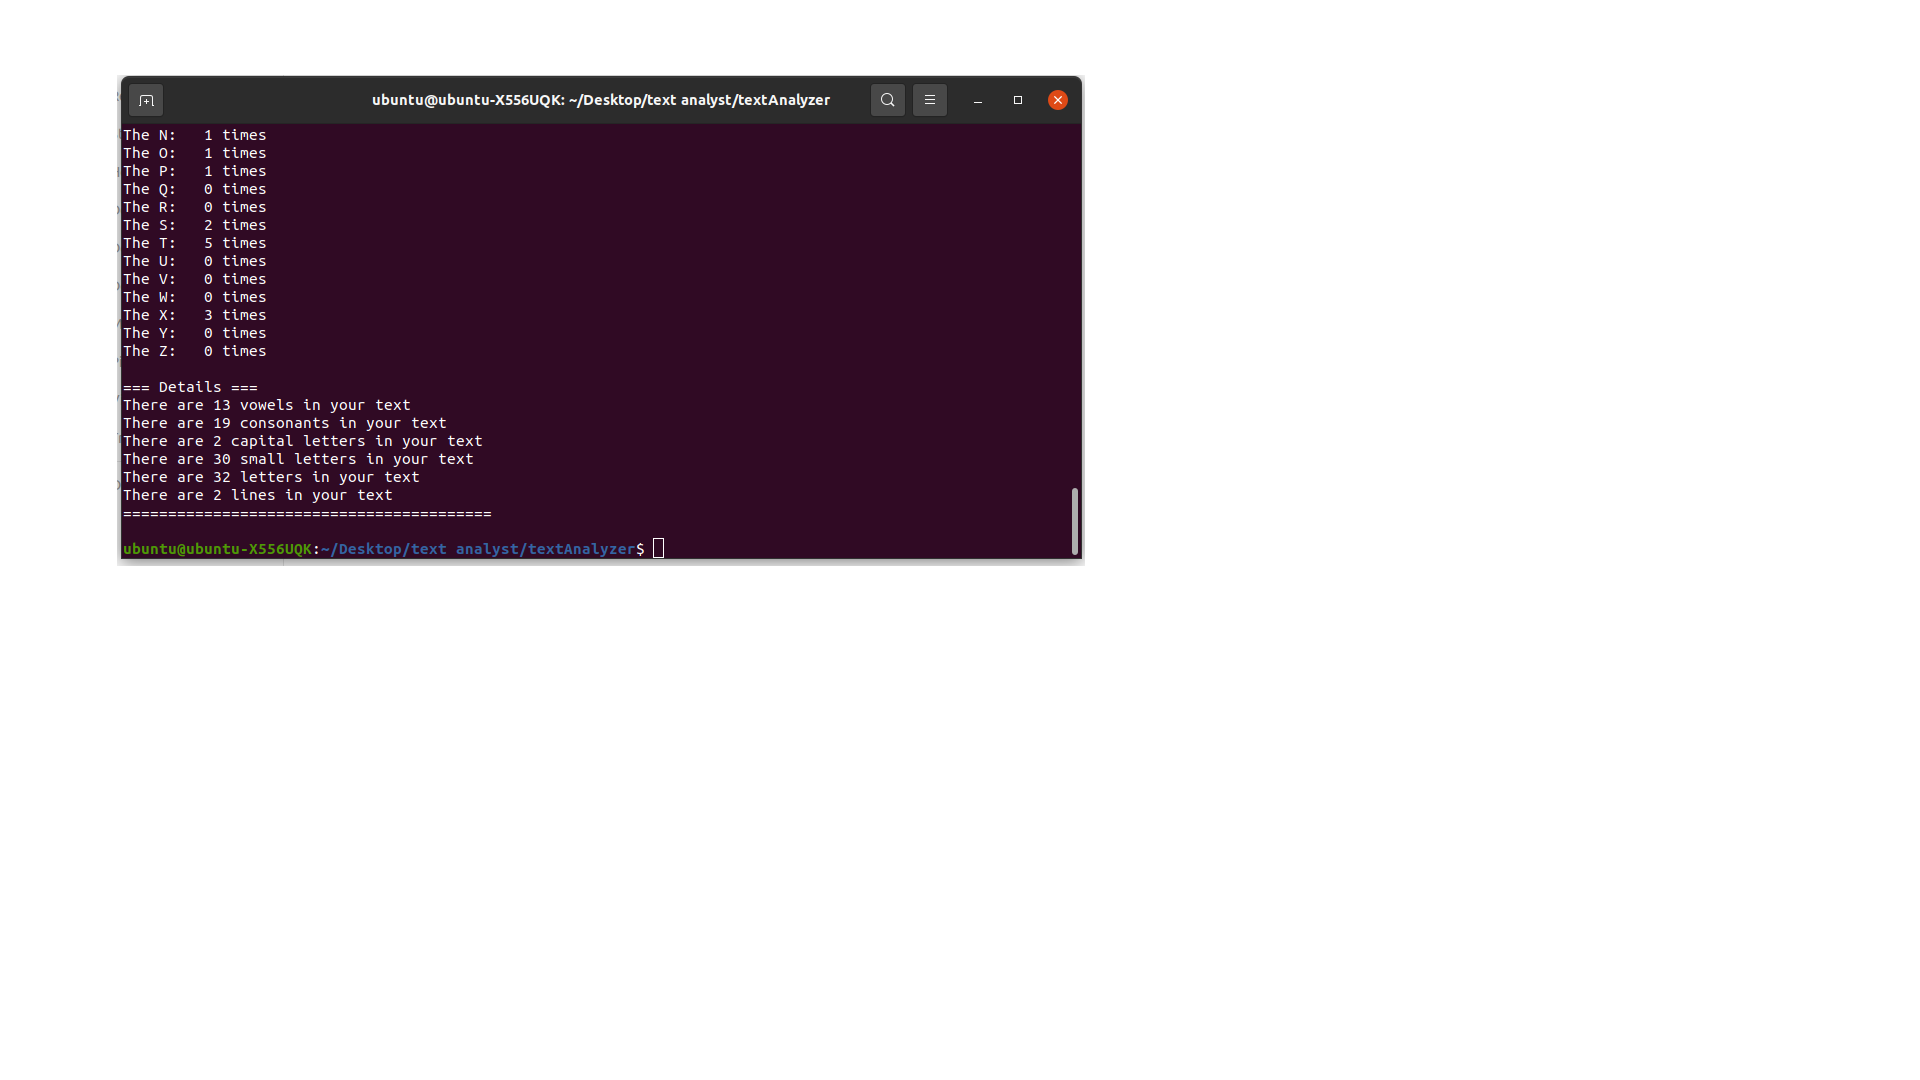 ubuntu@ubuntu-X556UQK: ~/Desktop/text analyst/textAnalyzer
The N:   1 times
The O:   1 times
The P:   1 times
The Q:   0 times
The R:   0 times
The S:   2 times
The T:   5 times
The U:   0 times
The V:   0 times
The W:   0 times
The X:   3 times
The Y:   0 times
The Z:   0 times

=== Details ===
There are 13 vowels in your text
There are 19 consonants in your text
There are 2 capital letters in your text
There are 30 small letters in your text
There are 32 letters in your text
There are 2 lines in your text
=========================================

ubuntu@ubuntu-X556UQK:~/Desktop/text analyst/textAnalyzer$